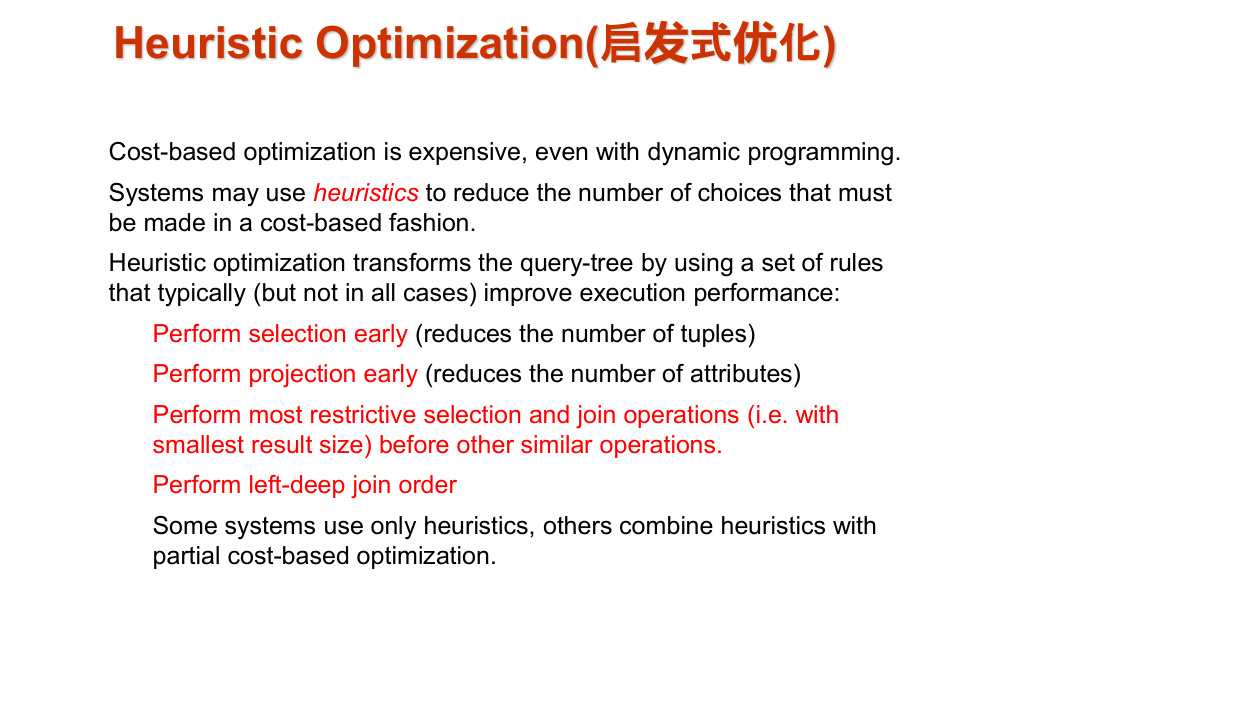 Heuristic Optimization(启发式优化)
Cost-based optimization is expensive, even with dynamic programming.
Systems may use heuristics to reduce the number of choices that must
be made in a cost-based fashion.
Heuristic optimization transforms the query-tree by using a set of rules
that typically (but not in all cases) improve execution performance:
Perform selection early (reduces the number of tuples)
Perform projection early (reduces the number of attributes)
Perform most restrictive selection and join operations (i.e. with
smallest result size) before other similar operations.
Perform left-deep join order
Some systems use only heuristics, others combine heuristics with
partial cost-based optimization.